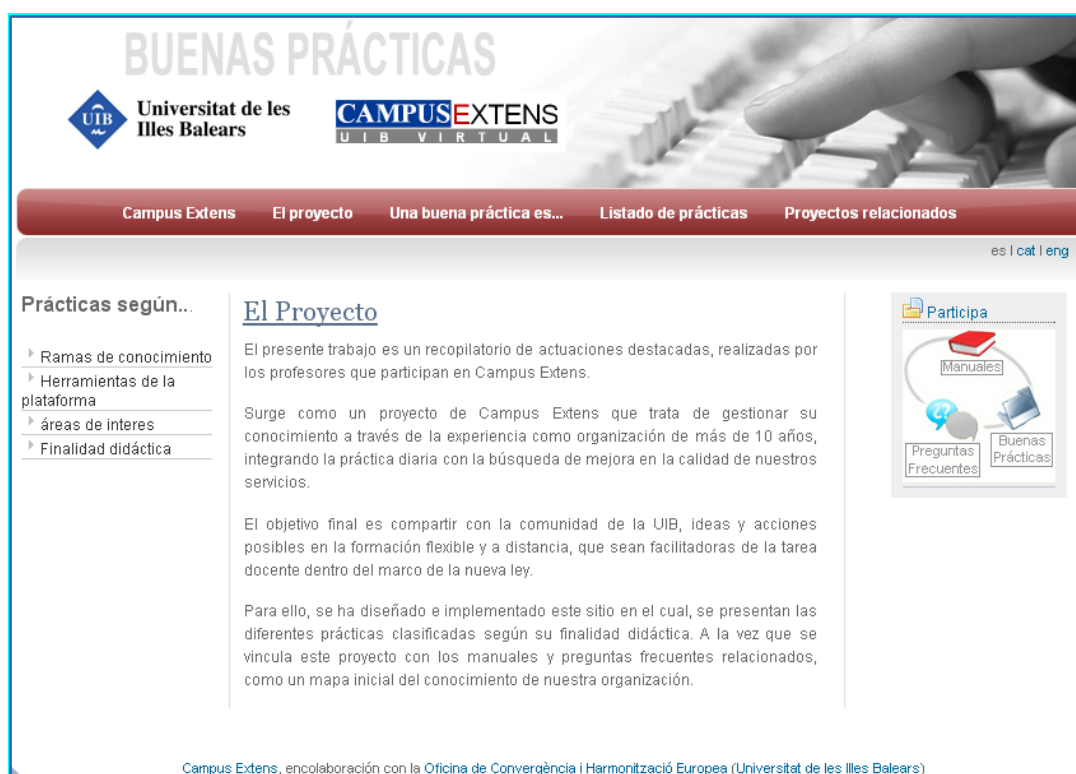 BUENAS PRÁCTICAS
UIB
Universitat de les
Illes Balears
CAMPUSEXTENS
UIB VIRTUAL
Campus Extens El proyecto Una buena práctica es... Listado de prácticas Proyectos relacionados
es | cat | eng
Prácticas según...
Ramas de conocimiento
Herramientas de la
plataforma
áreas de interes
Finalidad didáctica
El Proyecto
El presente trabajo es un recopilatorio de actuaciones destacadas, realizadas por
los profesores que participan en Campus Extens.
Surge como un proyecto de Campus Extens que trata de gestionar su
conocimiento a través de la experiencia como organización de más de 10 años,
integrando la práctica diaria con la búsqueda de mejora en la calidad de nuestros
servicios.
El objetivo final es compartir con la comunidad de la UIB, ideas y acciones
posibles en la formación flexible y a distancia, que sean facilitadoras de la tarea
docente dentro del marco de la nueva ley.
Para ello, se ha diseñado e implementado este sitio en el cual, se presentan las
diferentes prácticas clasificadas según su finalidad didáctica. A la vez que se
vincula este proyecto con los manuales y preguntas frecuentes relacionados,
como un mapa inicial del conocimiento de nuestra organización.
Participa
Manuales
Preguntas
Frecuentes
Buenas
Prácticas
Campus Extens, encolaboración con la Oficina de Convergència i Harmonització Europea (Universitat de les Illes Balears)